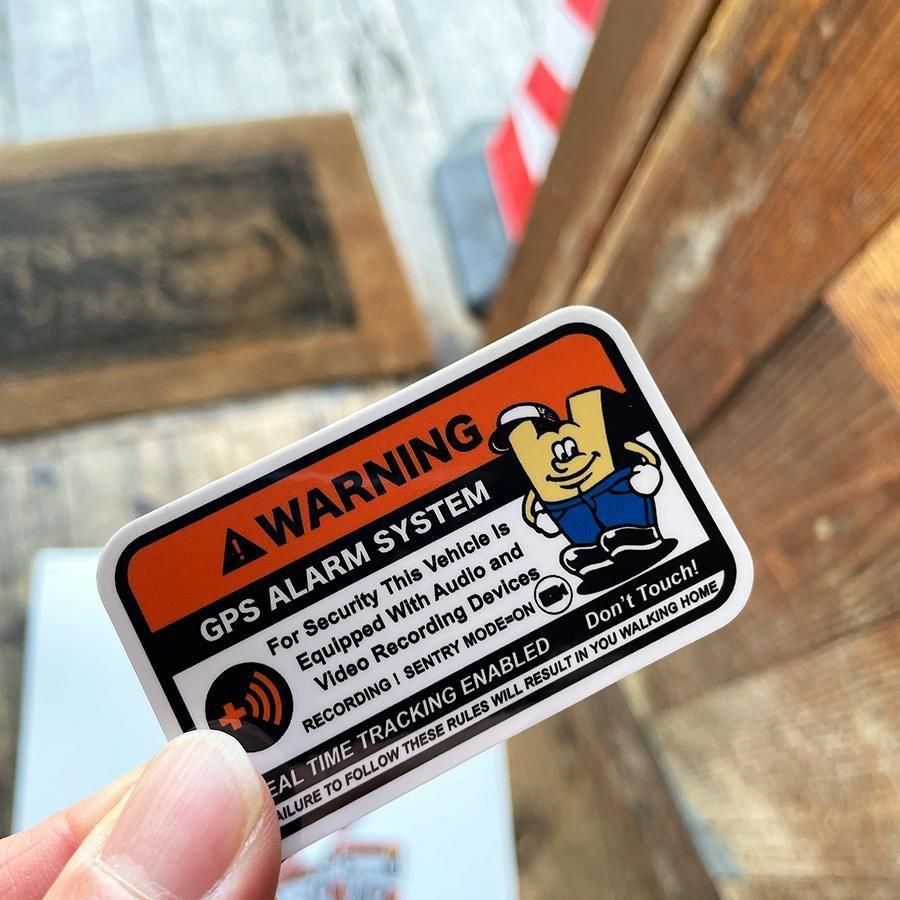 WARNING
GPS ALARM SYSTEM
For Security This Vehicle is
Equipped With Audio and
Video Recording Devices
RECORDING | SENTRY MODE=ON
Don't Touch!
EAL TIME TRACKING ENABLED
AILURE TO FOLLOW THESE RULES WILL RESULT IN YOU WALKING HOME